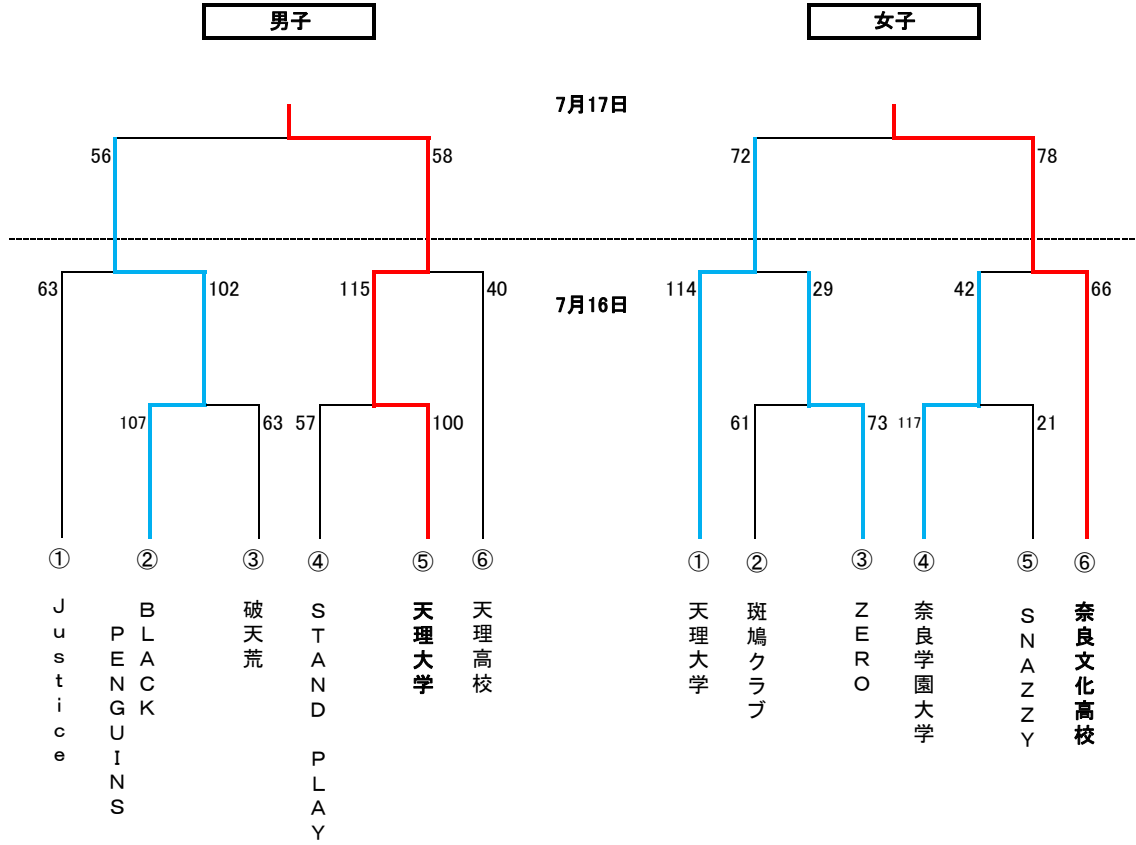 男子
女子
7月17日
56
58
72
78
63
102
115
40
7月16日
114
29
42
66
107
63
57
100
61
73
117
21
①
②
③
④
⑤
⑥
①
②
③
④
⑤
⑥
Justice
BLACK
PENGUINS
破天荒
STAND PLAY
天理大学
天理高校
天理大学
斑鳩クラブ
ZERO
奈良学園大学
SNAZZY
奈良文化高校